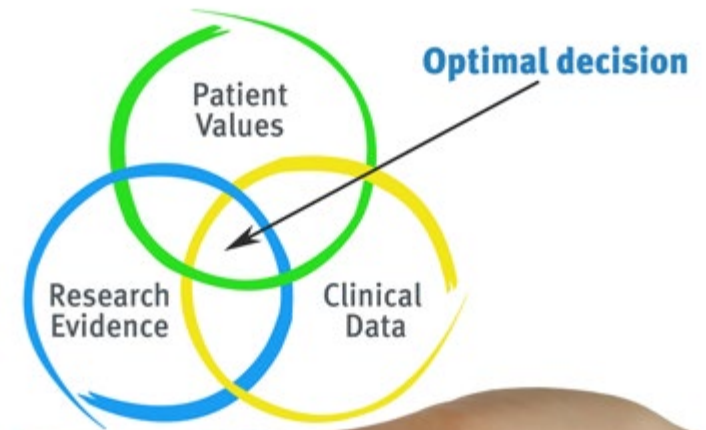 Optimal decision
Patient
Values
Research
Evidence
Clinical
Data